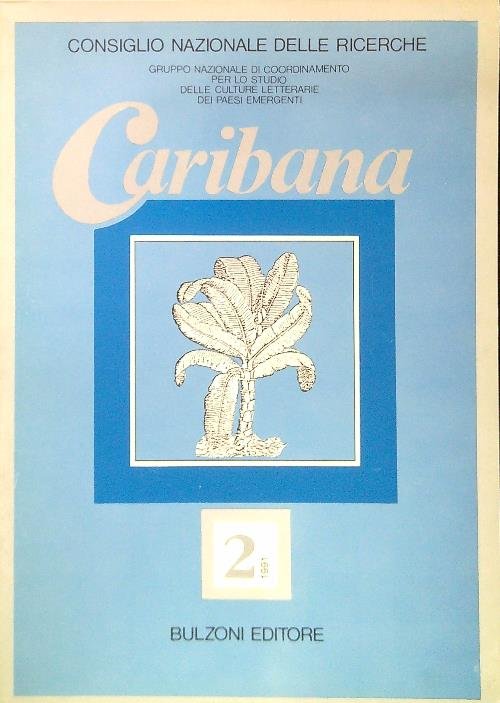 CONSIGLIO NAZIONALE DELLE RICERCHE
GRUPPO NAZIONALE DI COORDINAMENTO
PER LO STUDIO
DELLE CULTURE LETTERARIE
DEI PAESI EMERGENTI
Caribana
2
1991
BULZONI EDITORE